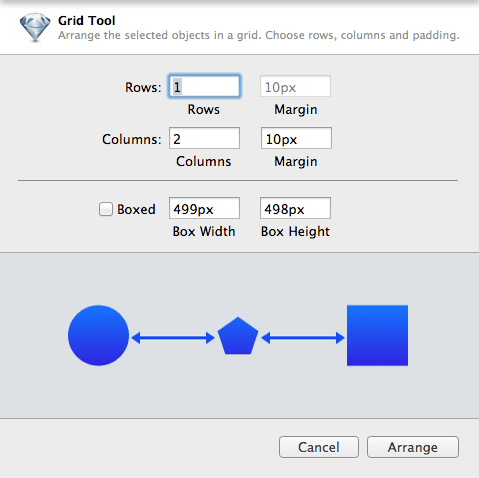 Grid Tool
Arrange the selected objects in a grid. Choose rows, columns and padding.
Rows: 1 10px
Rows Margin
Columns: 2 10px
Columns Margin
Boxed 499px 498px
Box Width Box Height
Cancel Arrange